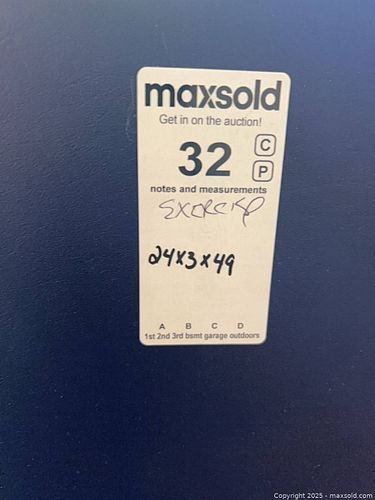 maxsold
Get in on the auction!
32
C
P
notes and measurements
EXERCISE
24x3x49
A B C D
1st 2nd 3rd bsmt garage outdoors
Copyright 2025 - maxsold.com